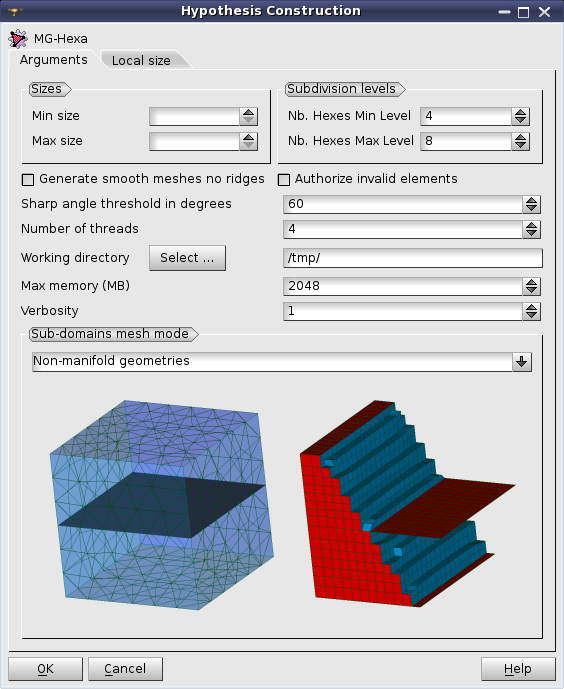 Hypothesis Construction
MG-Hexa
Arguments
Local size
Sizes
Min size
Max size
Subdivision levels
Nb. Hexes Min Level 4
Nb. Hexes Max Level 8
Generate smooth meshes no ridges
Authorize invalid elements
Sharp angle threshold in degrees 60
Number of threads 4
Working directory Select ... /tmp/
Max memory (MB) 2048
Verbosity 1
Sub-domains mesh mode
Non-manifold geometries
OK
Cancel
Help